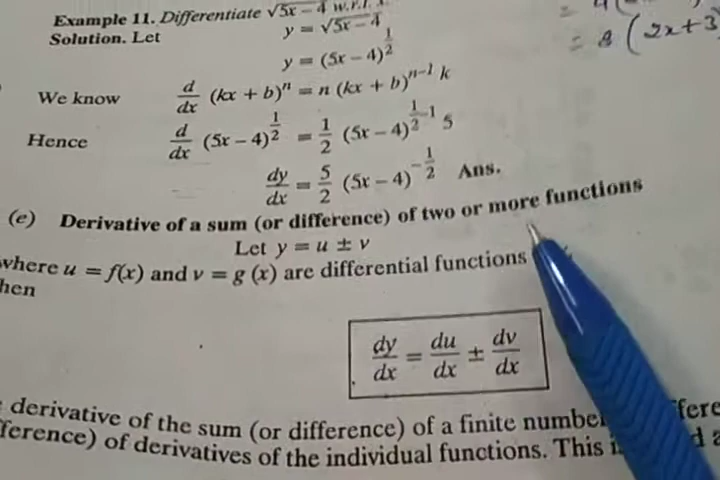 Example 11. Differentiate √5x – 4 w.r.t. x.
Solution. Let y = √5x – 4
y = (5x – 4)^{1/2}
We know d/dx (kx + b)^n = n (kx + b)^{n–1} k
Hence d/dx (5x – 4)^{1/2} = 1/2 (5x – 4)^{1/2 – 1} 5
dy/dx = 5/2 (5x – 4)^{–1/2} Ans.
(e) Derivative of a sum (or difference) of two or more functions
Let y = u ± v
where u = f(x) and v = g (x) are differential functions
hen
dy/dx = du/dx ± dv/dx
derivative of the sum (or difference) of a finite number
ference) of derivatives of the individual functions. This
= 8 (2x+3